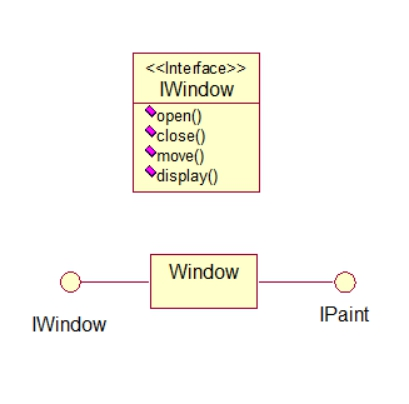 <<Interface>>
IWindow
open()
close()
move()
display()
Window
IWindow
IPaint